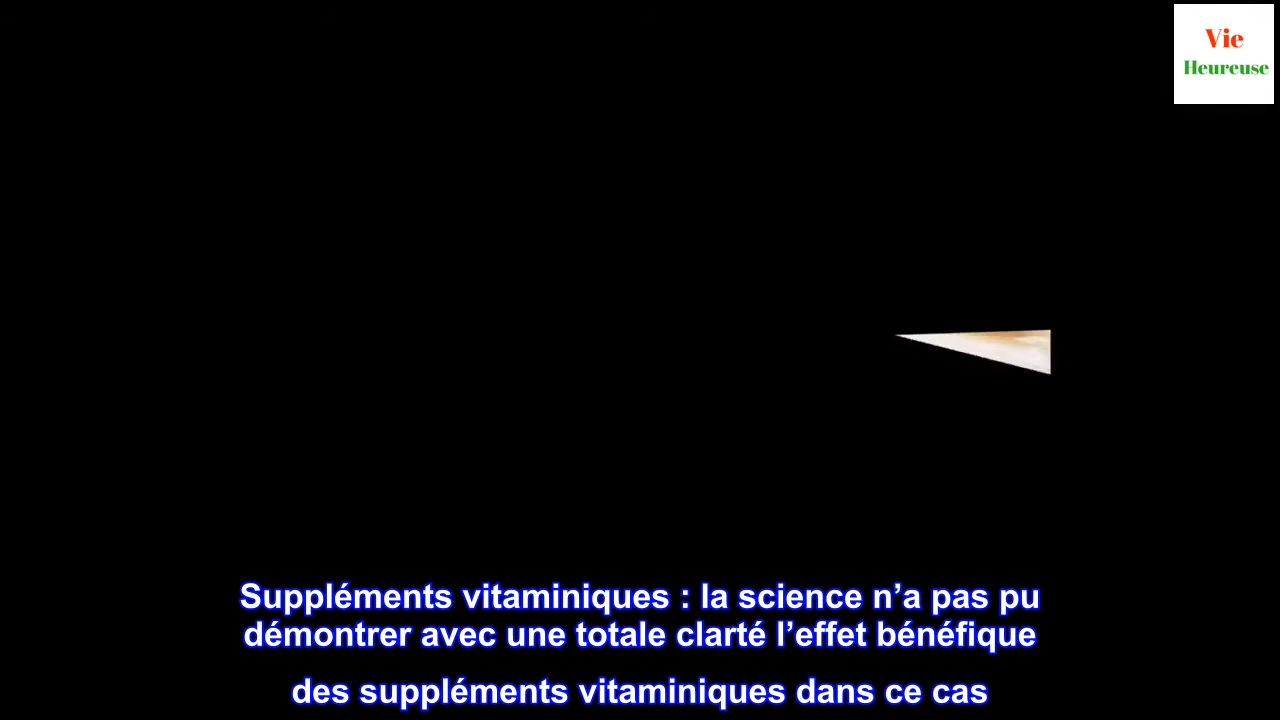 Vie
Heureuse
Suppléments vitaminiques : la science n’a pas pu
démontrer avec une totale clarté l’effet bénéfique
des suppléments vitaminiques dans ce cas